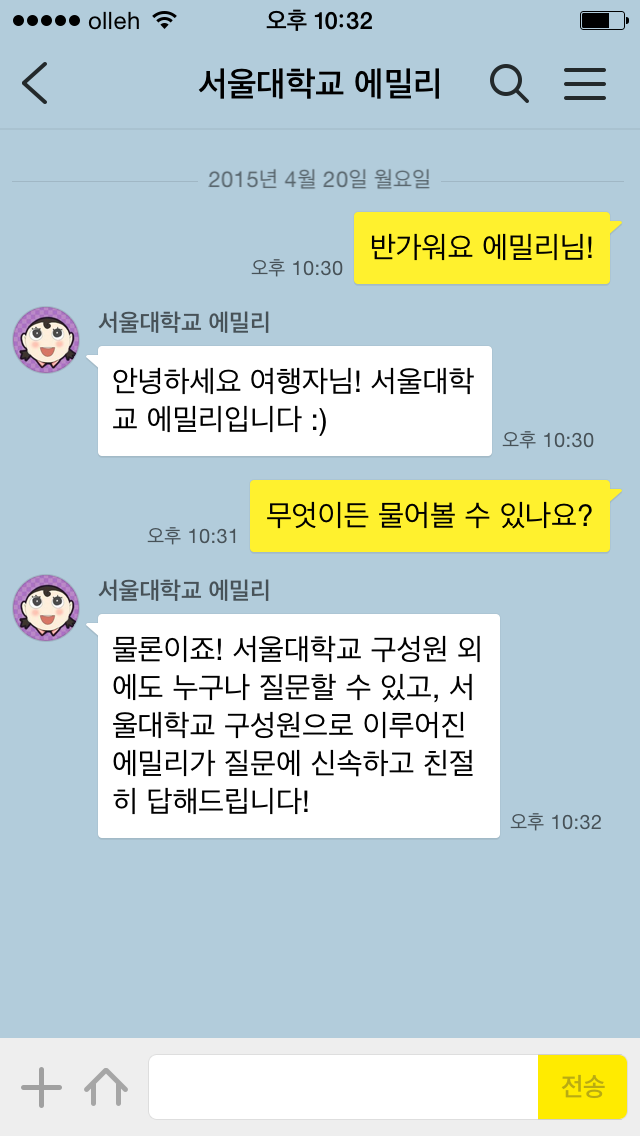 olleh 오후 10:32
서울대학교 에밀리
2015년 4월 20일 월요일
반가워요 에밀리님!
오후 10:30
서울대학교 에밀리
안녕하세요 여행자님! 서울대학
교 에밀리입니다 :)
오후 10:30
무엇이든 물어볼 수 있나요?
오후 10:31
서울대학교 에밀리
물론이죠! 서울대학교 구성원 외
에도 누구나 질문할 수 있고, 서
울대학교 구성원으로 이루어진
에밀리가 질문에 신속하고 친절
히 답해드립니다!
오후 10:32
전송